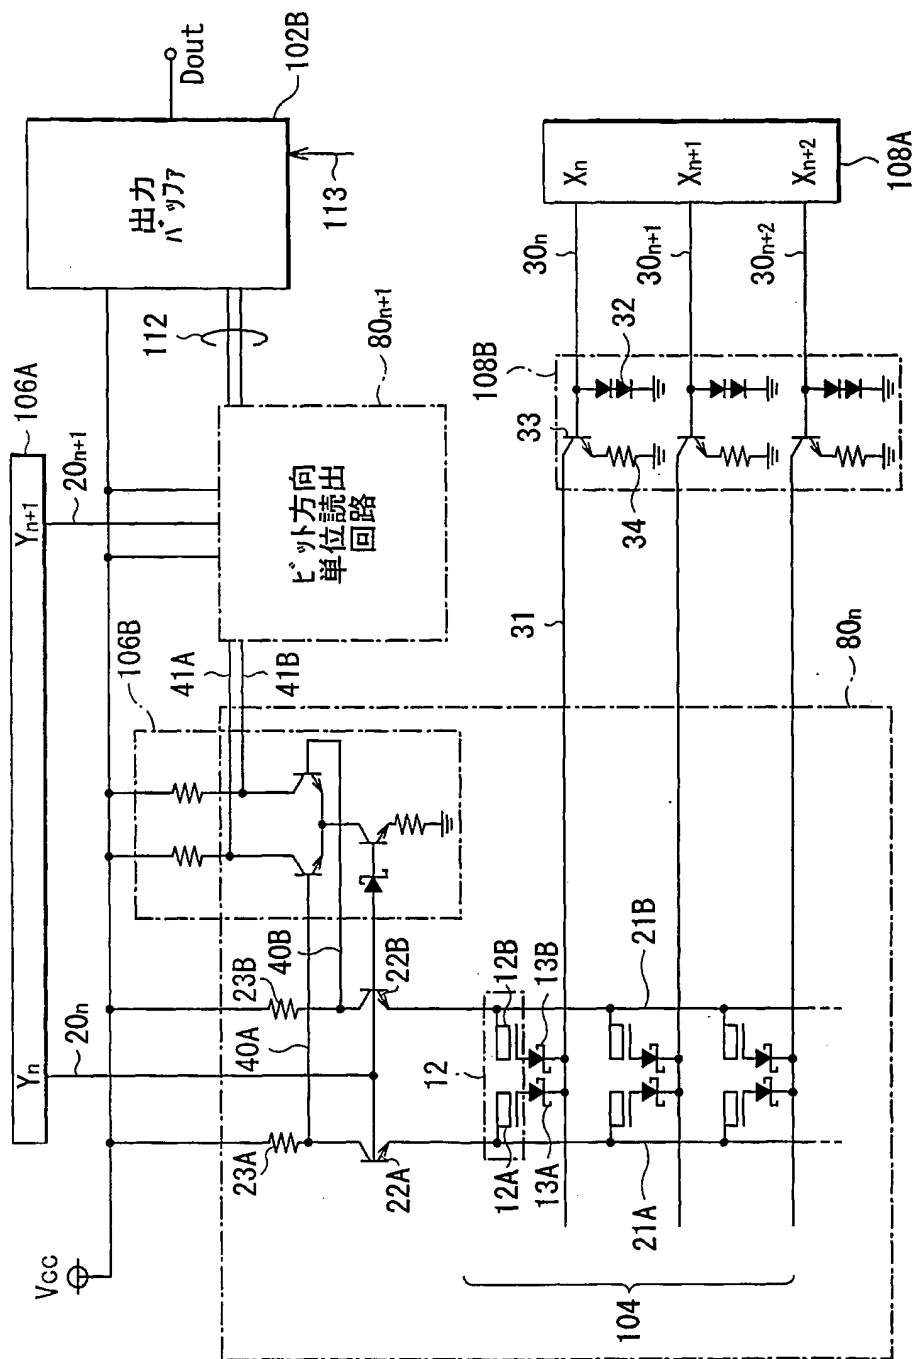 Vcc
Yn
20n
106A
Yn+1
20n+1
出力
バッファ
Dout
102B
113
112
80n+1
ビット方向
単位読出
回路
106B
41A
41B
23A
23B
40A
40B
22A
22B
12
12A
12B
13A
13B
21A
21B
104
80n
31
108B
33
32
34
30n
30n+1
30n+2
Xn
Xn+1
Xn+2
108A